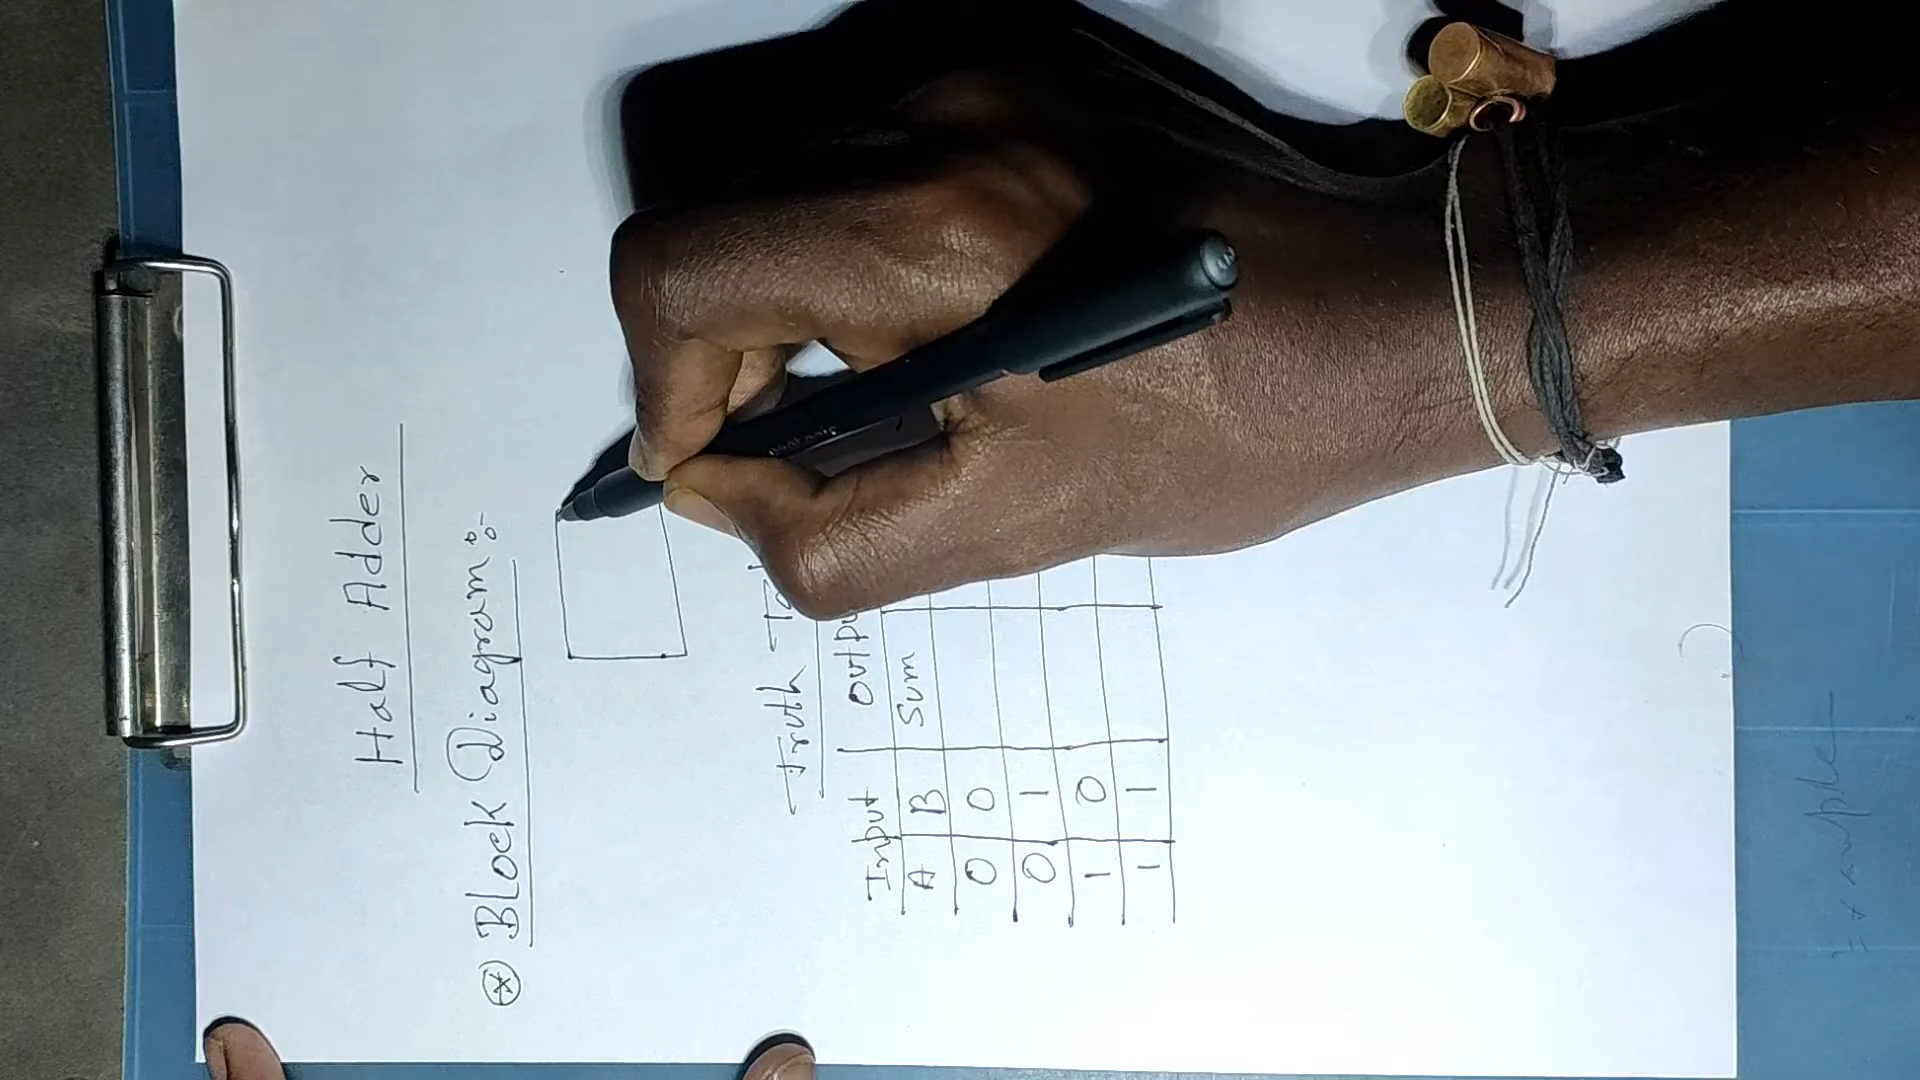 Half Adder
* Block Diagram :-
Truth
Input
A B Sum
0 0
0 1
1 0
1 1